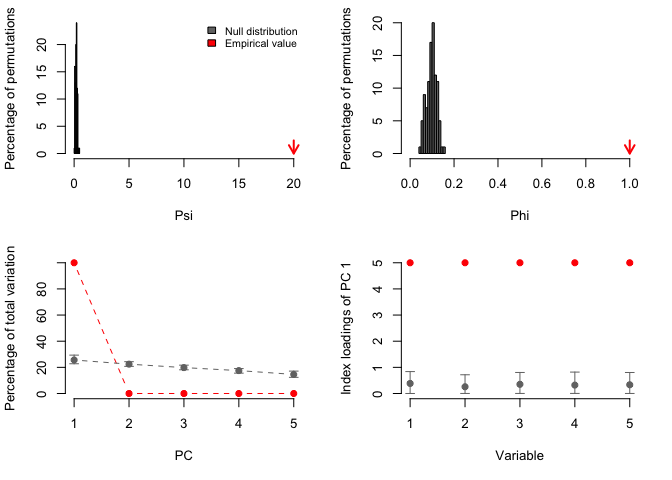 Percentage of permutations
0 5 10 15 20
Null distribution
Empirical value
0 5 10 15 20
Psi
Percentage of permutations
0 5 10 15 20
0.0 0.2 0.4 0.6 0.8 1.0
Phi
Percentage of total variation
0 20 40 60 80
1 2 3 4 5
PC
Index loadings of PC 1
0 1 2 3 4 5
1 2 3 4 5
Variable